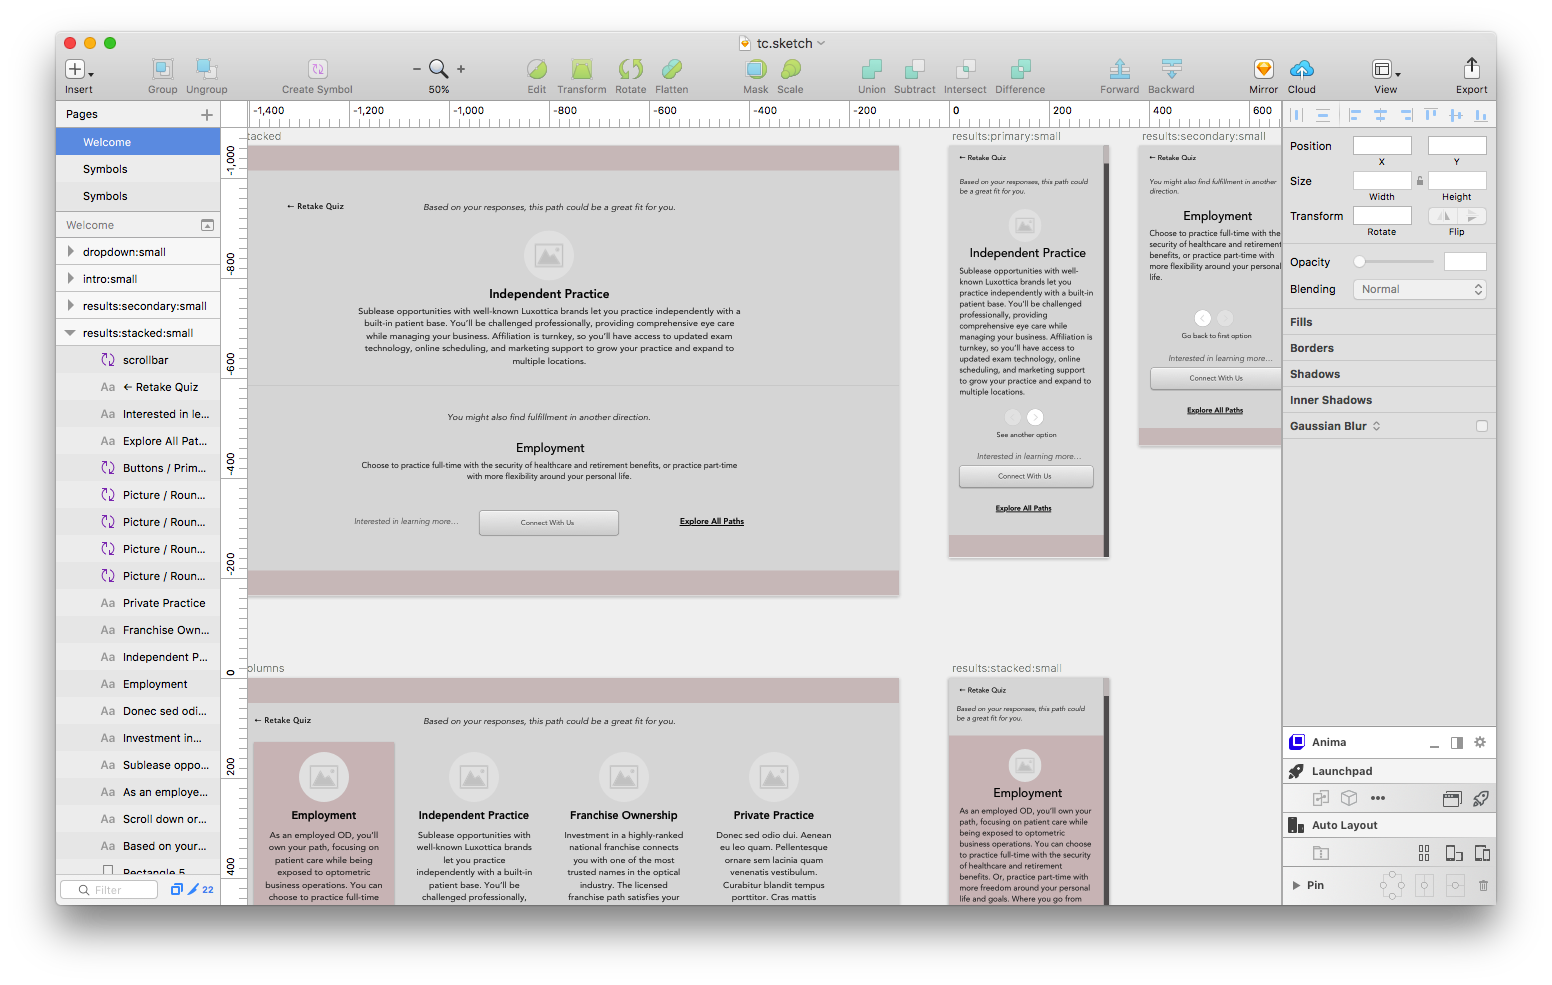 tc.sketch
Insert
Group
Ungroup
Create Symbol
50%
Edit
Transform
Rotate
Flatten
Mask
Scale
Union
Subtract
Intersect
Difference
Forward
Backward
Mirror
Cloud
View
Export
Pages
Welcome
Symbols
Symbols
Welcome
dropdown:small
intro:small
results:secondary:small
results:stacked:small
scrollbar
Aa ← Retake Quiz
Aa Interested in le...
Aa Explore All Pat...
Buttons / Prim...
Picture / Roun...
Picture / Roun...
Picture / Roun...
Picture / Roun...
Aa Private Practice
Aa Franchise Own...
Aa Independent P...
Aa Employment
Aa Donec sed odi...
Aa Investment in...
Aa Sublease oppo...
Aa As an employe...
Aa Scroll down or...
Aa Based on your...
Rectangle 5
Filter
22
-1,400 -1,200 -1,000 -800 -600 -400 -200 0 200 400 600
-1,000
-800
-600
-400
-200
0
200
400
tacked
← Retake Quiz
Based on your responses, this path could be a great fit for you.
Independent Practice
Sublease opportunities with well-known Luxottica brands let you practice independently with a
built-in patient base. You'll be challenged professionally, providing comprehensive eye care
while managing your business. Affiliation is turnkey, so you'll have access to updated exam
technology, online scheduling, and marketing support to grow your practice and expand to
multiple locations.
You might also find fulfillment in another direction.
Employment
Choose to practice full-time with the security of healthcare and retirement benefits, or practice part-time
with more flexibility around your personal life.
Interested in learning more…
Connect With Us
Explore All Paths
results:primary:small
← Retake Quiz
Based on your responses, this path could
be a great fit for you.
Independent Practice
Sublease opportunities with well-
known Luxottica brands let you
practice independently with a built-in
patient base. You'll be challenged
professionally, providing
comprehensive eye care while
managing your business. Affiliation is
turnkey, so you'll have access to
updated exam technology, online
scheduling, and marketing support
to grow your practice and expand to
multiple locations.
See another option
Interested in learning more…
Connect With Us
Explore All Paths
results:secondary:small
← Retake Quiz
You might also find fulfillment in another
direction.
Employment
Choose to practice full-time with the
security of healthcare and retirement
benefits, or practice part-time with
more flexibility around your personal
life.
Go back to first option
Interested in learning more…
Connect With Us
Explore All Paths
olumns
← Retake Quiz
Based on your responses, this path could be a great fit for you.
Employment
As an employed OD, you'll
own your path, focusing on
patient care while being
exposed to optometric
business operations. You can
choose to practice full-time
Independent Practice
Sublease opportunities with
well-known Luxottica brands
let you practice
independently with a built-in
patient base. You'll be
challenged professionally,
Franchise Ownership
Investment in a highly-ranked
national franchise connects
you with one of the most
trusted names in the optical
industry. The licensed
franchise path satisfies your
Private Practice
Donec sed odio dui. Aenean
eu leo quam. Pellentesque
ornare sem lacinia quam
venenatis vestibulum.
Curabitur blandit tempus
porttitor. Cras mattis
results:stacked:small
← Retake Quiz
Based on your responses, this path could
be a great fit for you.
Employment
As an employed OD, you'll own your
path, focusing on patient care while
being exposed to optometric
business operations. You can choose
to practice full-time with the security
of healthcare and retirement
benefits. Or, practice part-time with
more freedom around your personal
life and goals. Where you go from
Position
X
Y
Size
Width
Height
Transform
Rotate
Flip
Opacity
Blending
Normal
Fills
Borders
Shadows
Inner Shadows
Gaussian Blur
Anima
Launchpad
Auto Layout
Pin